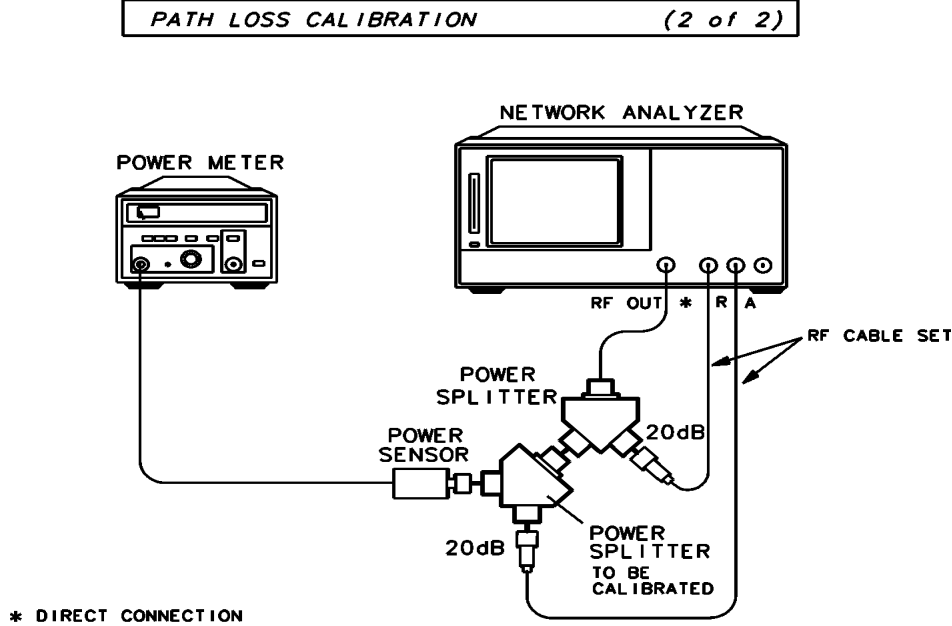 PATH LOSS CALIBRATION (2 of 2)
NETWORK ANALYZER
POWER METER
RF OUT * R A
RF CABLE SET
POWER
SPLITTER
20dB
POWER
SENSOR
20dB
POWER
SPLITTER
TO BE
CALIBRATED
* DIRECT CONNECTION